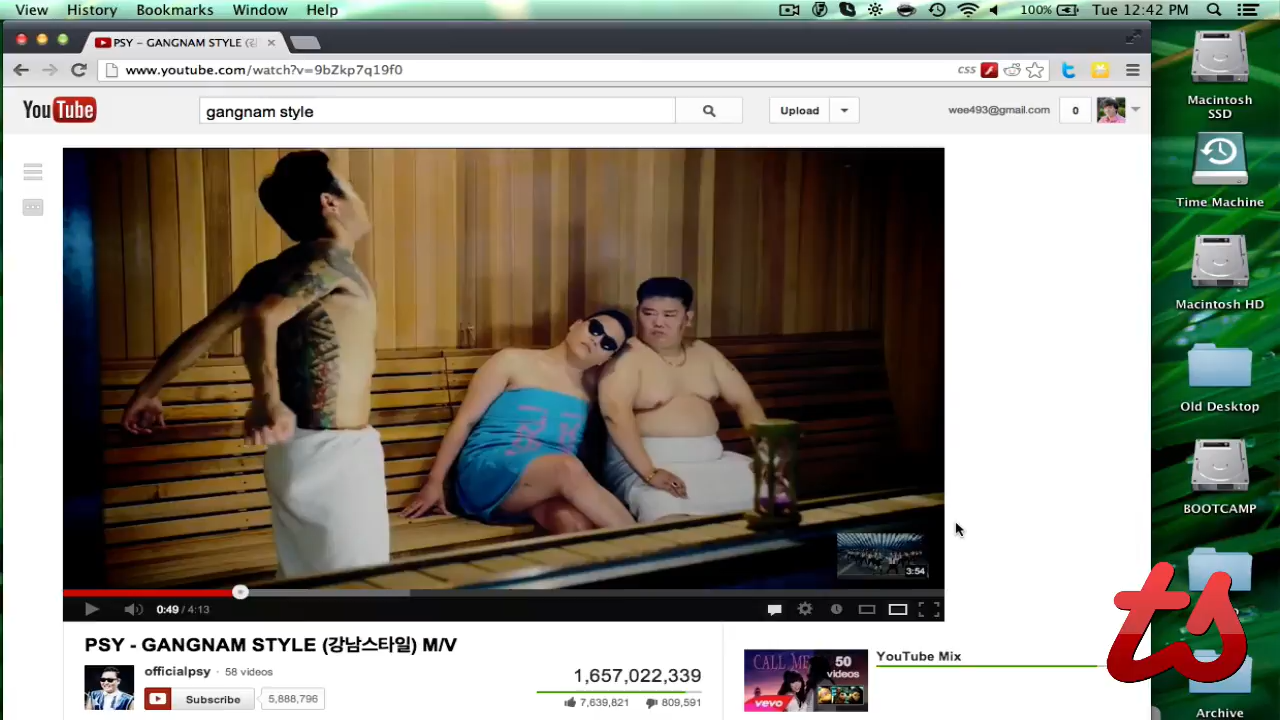 View History Bookmarks Window Help 100% Tue 12:42 PM
PSY - GANGNAM STYLE (강
www.youtube.com/watch?v=9bZkp7q19f0 CSS
YouTube gangnam style Upload wee493@gmail.com 0
Macintosh SSD
Time Machine
Macintosh HD
Old Desktop
BOOTCAMP
Archive
3:54
0:49 / 4:13
PSY - GANGNAM STYLE (강남스타일) M/V
officialpsy · 58 videos
Subscribe 5,888,796
1,657,022,339
7,639,821 809,591
CALL ME
50 videos
vevo
YouTube Mix
ts